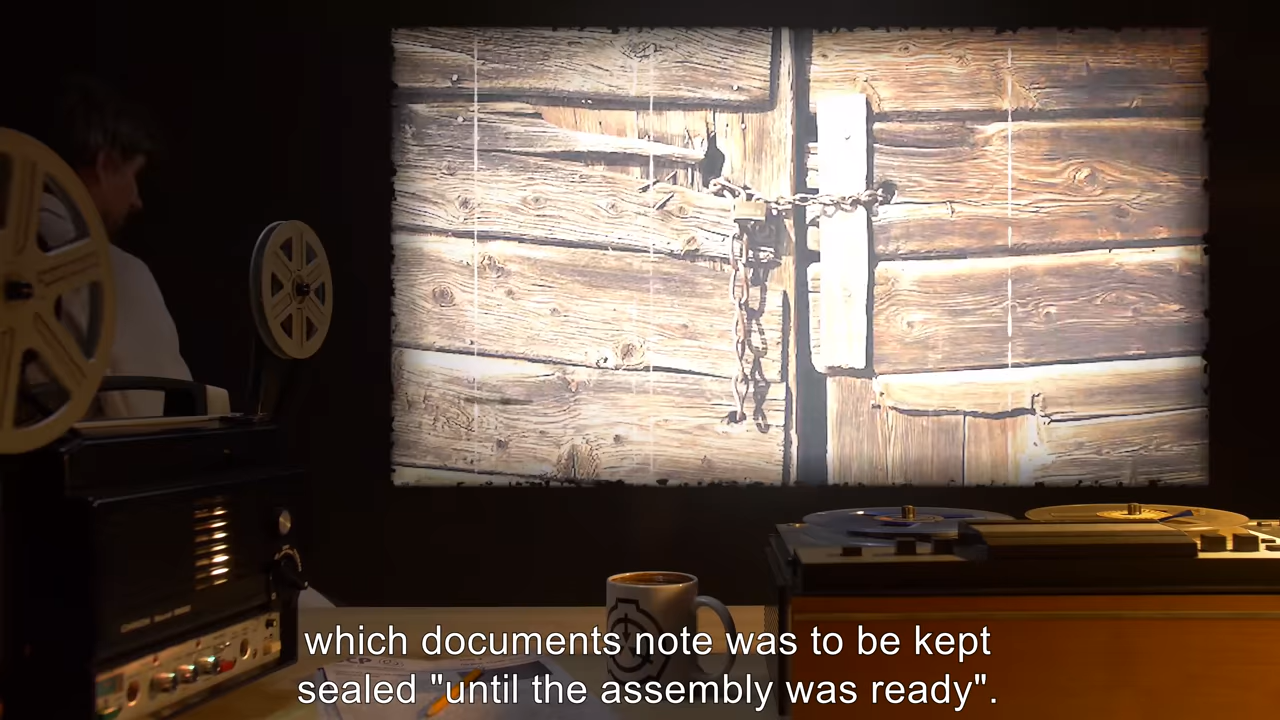 which documents note was to be kept
sealed "until the assembly was ready".